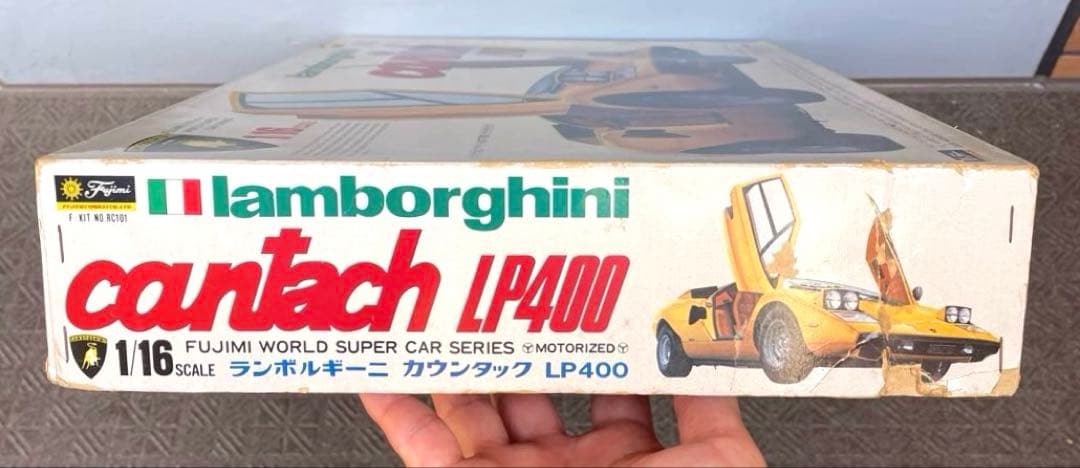 Fujimi
F KIT NO RC101
lamborghini
cauntach LP400
1/16 SCALE
FUJIMI WORLD SUPER CAR SERIES MOTORIZED
ランボルギーニ カウンタック LP400